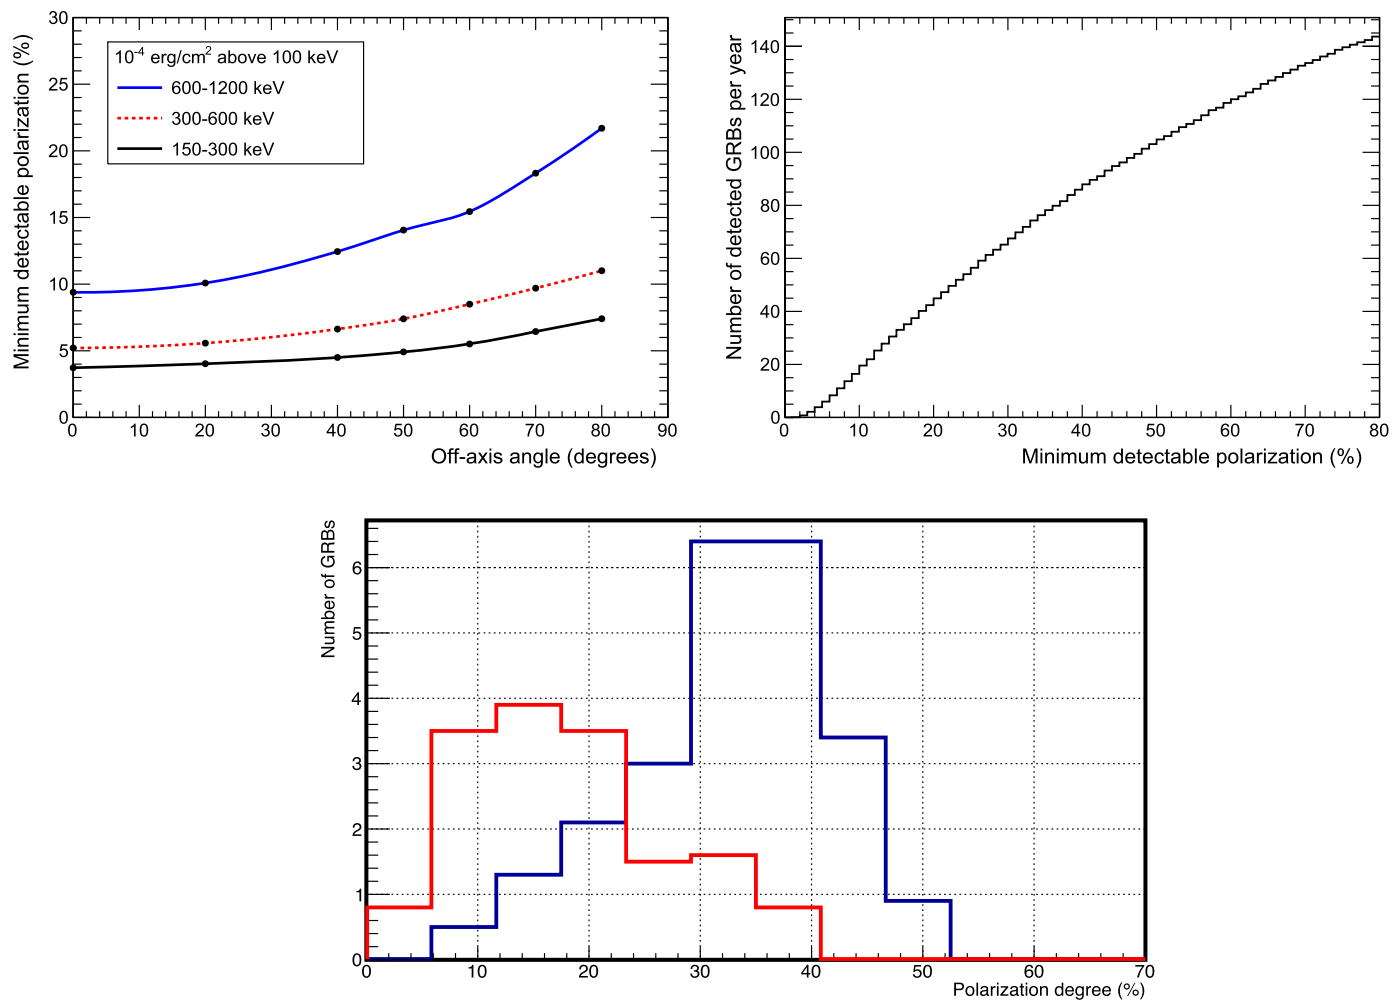 Minimum detectable polarization (%)
30
25
20
15
10
5
0
10⁻⁴ erg/cm² above 100 keV
600-1200 keV
300-600 keV
150-300 keV
0 10 20 30 40 50 60 70 80 90
Off-axis angle (degrees)
Number of detected GRBs per year
140
120
100
80
60
40
20
0
0 10 20 30 40 50 60 70 80
Minimum detectable polarization (%)
Number of GRBs
6
5
4
3
2
1
0
0 10 20 30 40 50 60 70
Polarization degree (%)